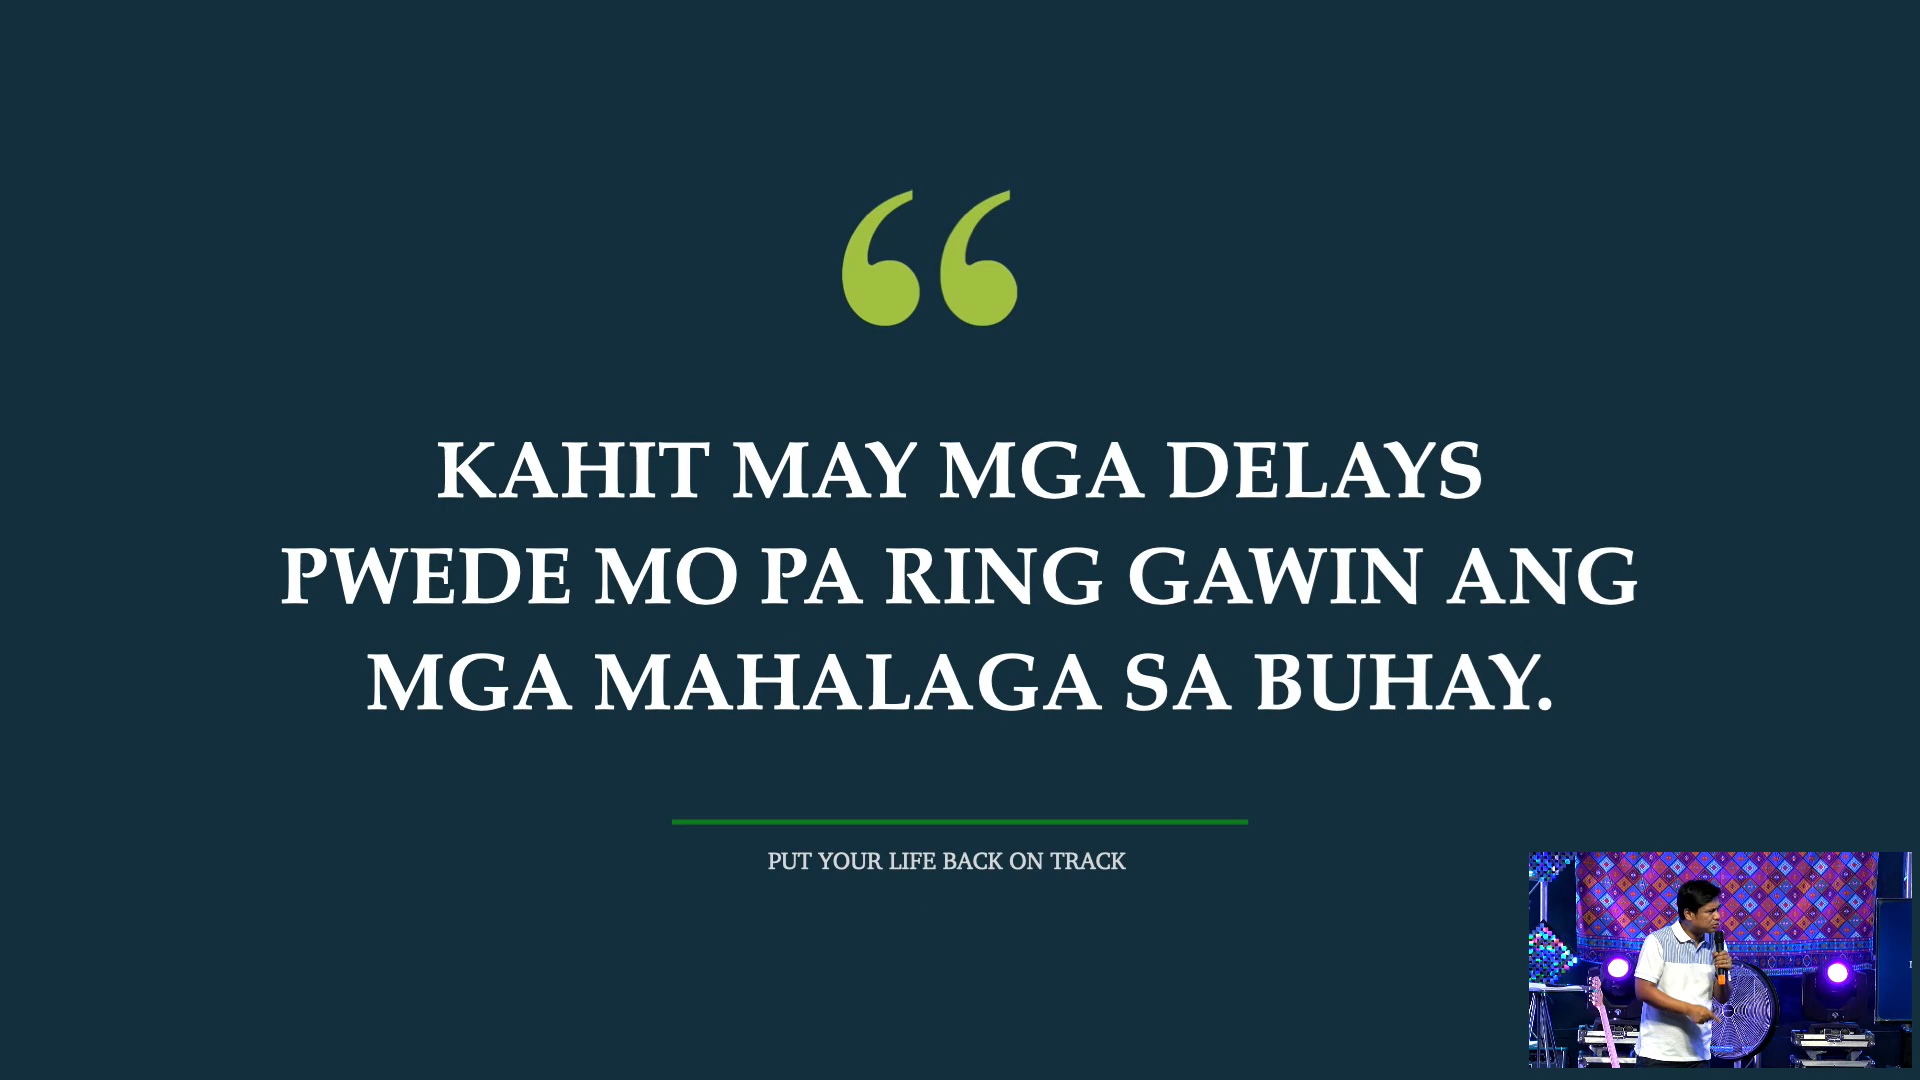 KAHIT MAY MGA DELAYS
PWEDE MO PA RING GAWIN ANG
MGA MAHALAGA SA BUHAY.
PUT YOUR LIFE BACK ON TRACK